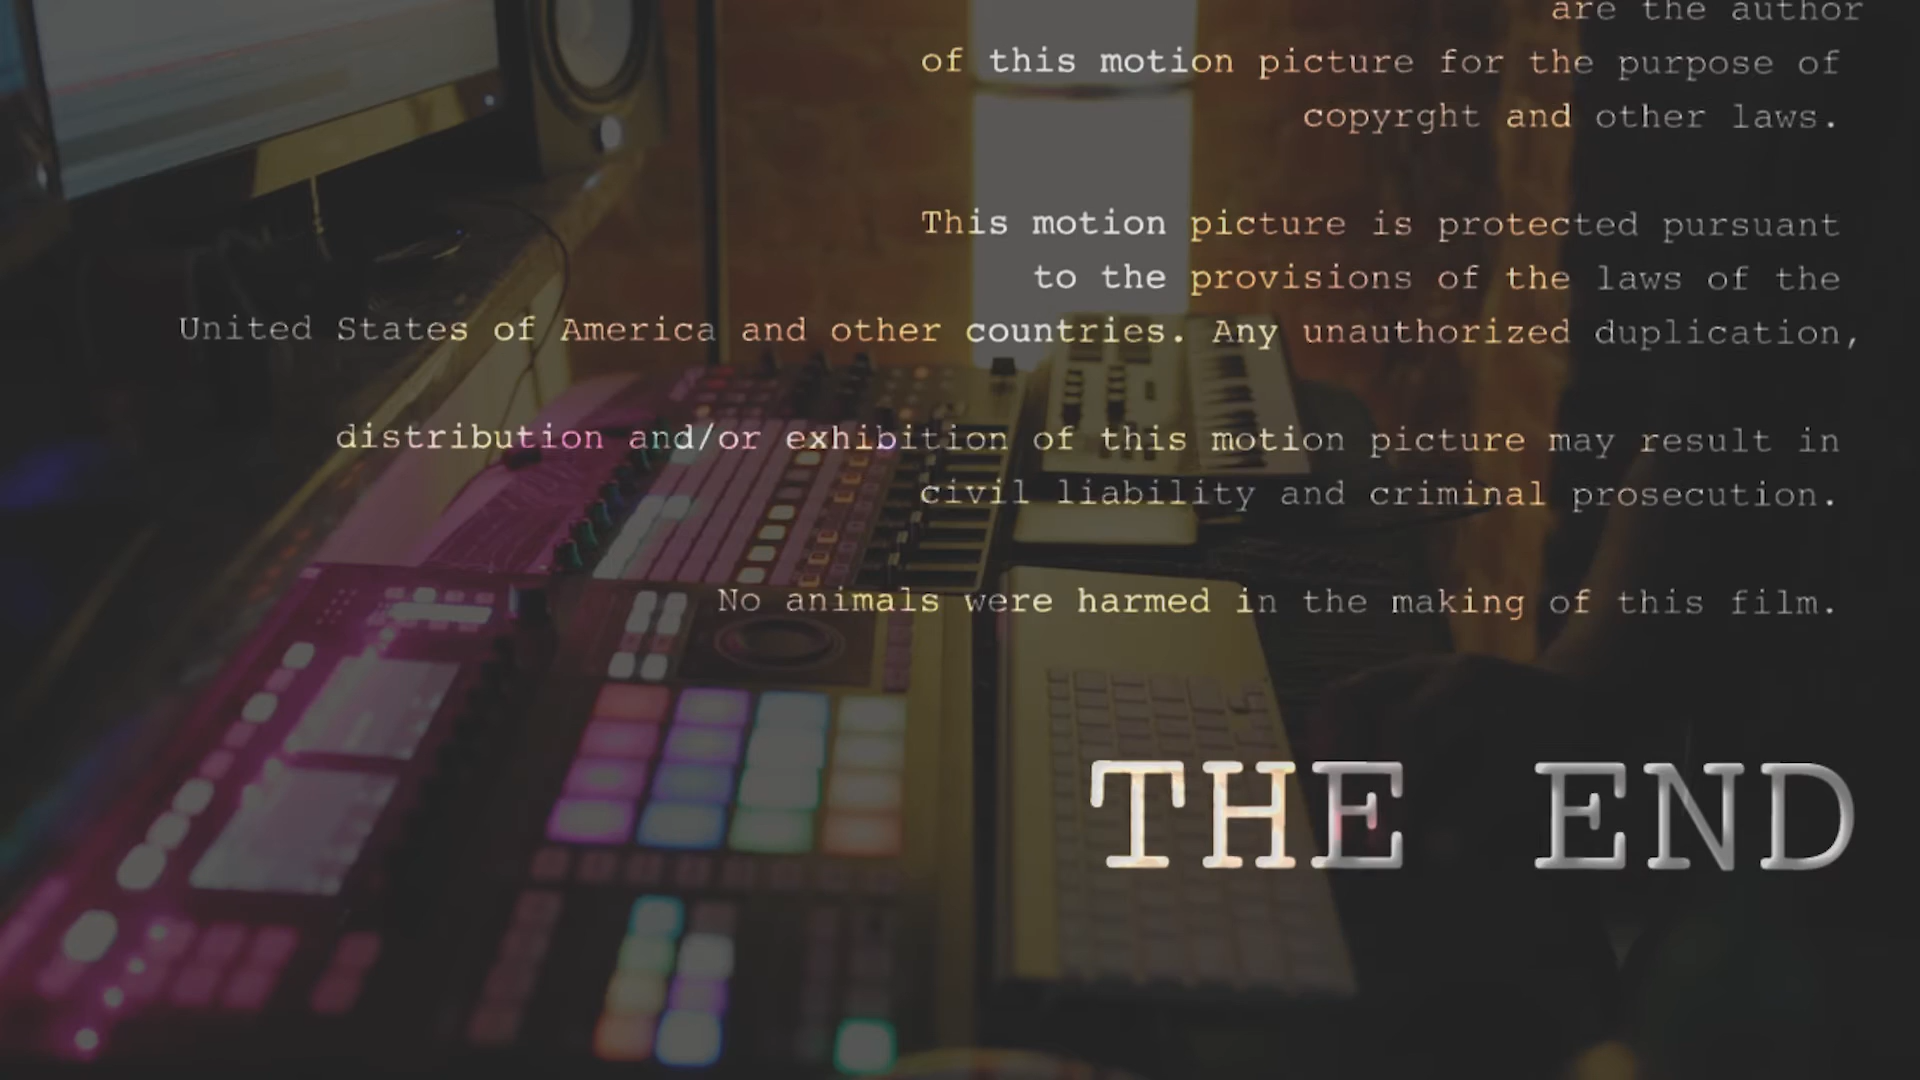 are the author
of this motion picture for the purpose of
copyrght and other laws.
This motion picture is protected pursuant
to the provisions of the laws of the
United States of America and other countries. Any unauthorized duplication,
distribution and/or exhibition of this motion picture may result in
civil liability and criminal prosecution.
No animals were harmed in the making of this film.
THE END